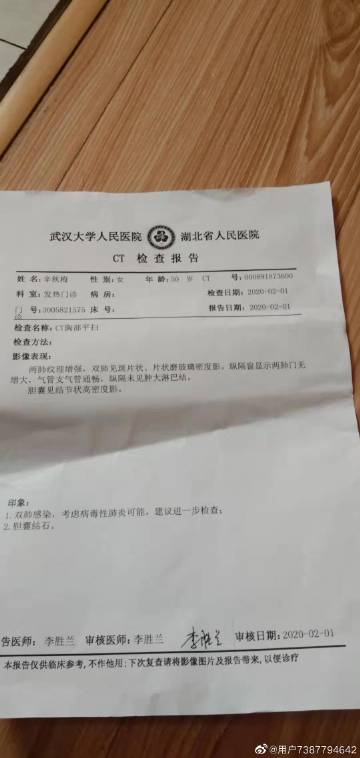 武汉大学人民医院 湖北省人民医院
CT 检查报告
姓 名：辛秋梅 性 别：女 年 龄：50 W CT 号：000891873600
科 室：发热门诊 病 房： 检查日期：2020-02-01
门诊 号：3005821575 床 号： 报告日期：2020-02-01
检查名称：CT胸部平扫
检查方法：
影像表现：
两肺纹理增强，双肺见斑片状、片状磨玻璃密度影。纵隔窗显示两肺门无
增大，气管支气管通畅，纵隔未见肿大淋巴结。
胆囊见结节状高密度影。
印象：
1. 双肺感染，考虑病毒性肺炎可能，建议进一步检查；
2. 胆囊结石。
告医师：李胜兰 审核医师：李胜兰 李胜兰 审核日期：2020-02-01
本报告仅供临床参考，不作他用；下次复查请将影像图片及报告带来，以便诊疗
@用户7387794642